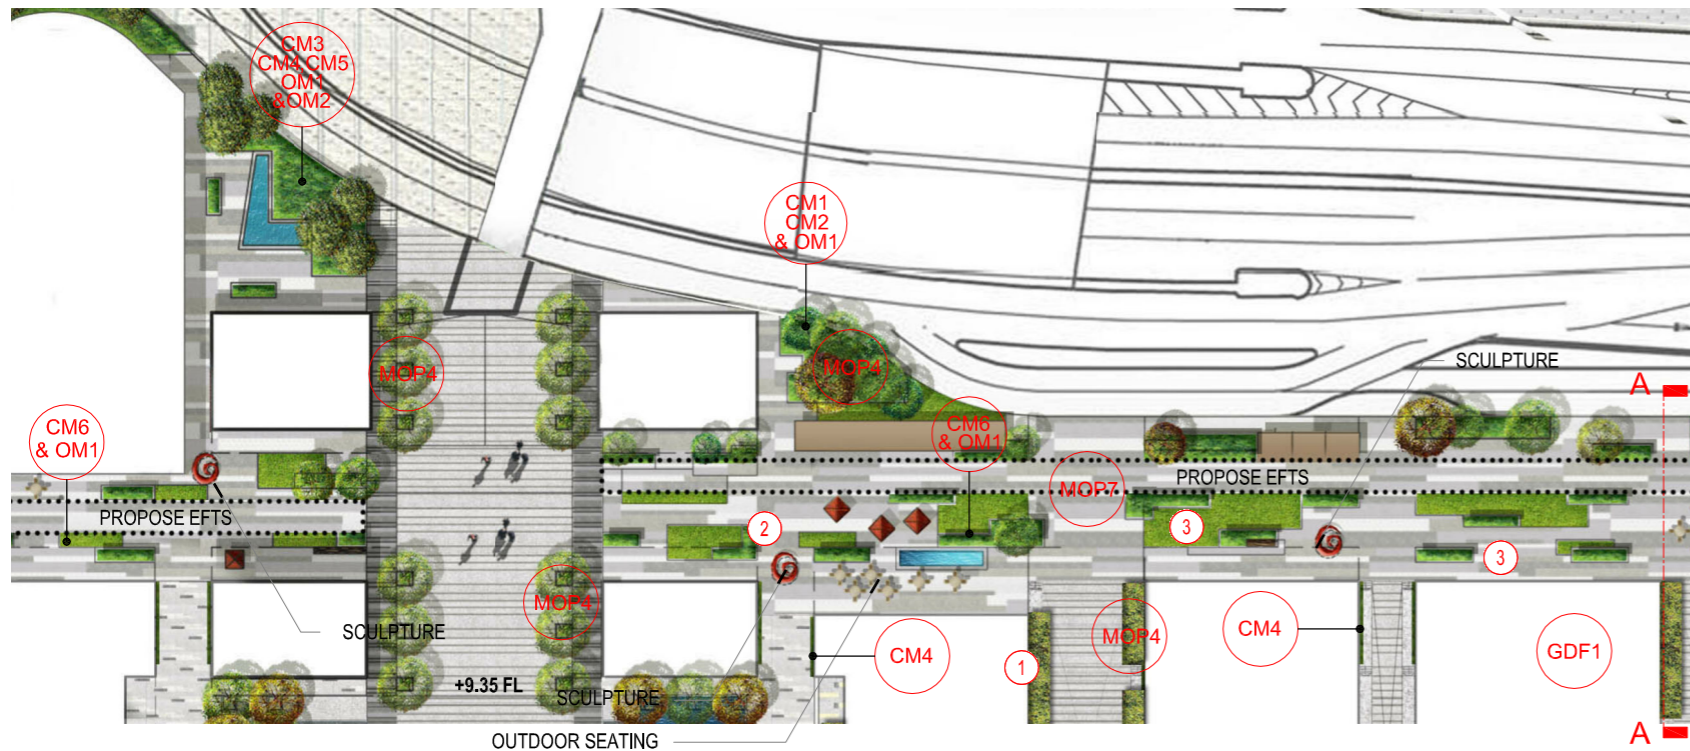 CM3
CM4 CM5
OM1
&OM2
CM1
CM2
& OM1
MOP4
MOP4
SCULPTURE
A
CM6
& OM1
CM6
& OM1
PROPOSE EFTS
MOP7
PROPOSE EFTS
2
3
3
MOP4
SCULPTURE
CM4
1
MOP4
CM4
GDF1
+9.35 FL
SCULPTURE
OUTDOOR SEATING
A